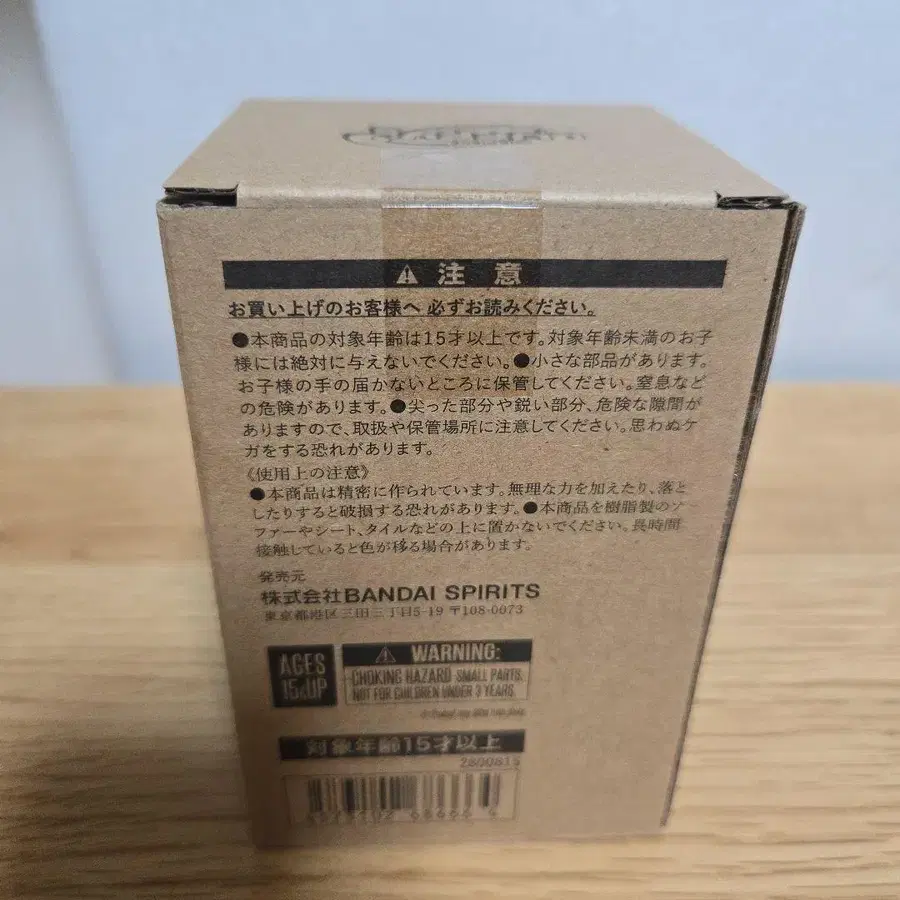 注意
お買い上げのお客様へ 必ずお読みください。
●本商品の対象年齢は15才以上です。対象年齢未満のお子
様には絶対に与えないでください。●小さな部品があります。
お子様の手の届かないところに保管してください。窒息など
の危険があります。●尖った部分や鋭い部分、危険な隙間が
ありますので、取扱や保管場所に注意してください。思わぬケ
ガをする恐れがあります。
《使用上の注意》
●本商品は精密に作られています。無理な力を加えたり、落と
したりすると破損する恐れがあります。●本商品を樹脂製のソ
ファーやシート、タイルなどの上に置かないでください。長時間
接触していると色が移る場合があります。
発売元
株式会社BANDAI SPIRITS
東京都港区三田三丁目5-19 〒108-0073
AGES
15&UP
WARNING:
CHOKING HAZARD SMALL PARTS.
NOT FOR CHILDREN UNDER 3 YEARS.
2800815